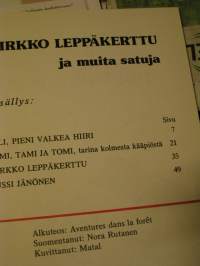 IRKKO LEPPÄKERTTU
ja muita satuja
sällys:
Sivu
LI, PIENI VALKEA HIIRI 7
MI, TAMI JA TOMI, tarina kolmesta kääpiöstä 21
RKKO LEPPÄKERTTU 35
SSI JÄNÖNEN 49
Alkuteos: Aventures dans la forêt
Suomentanut: Nora Rutanen
Kuvittanut: Matal